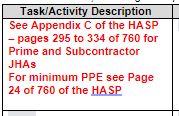 Task/Activity Description
See Appendix C of the HASP
– pages 295 to 334 of 760 for
Prime and Subcontractor
JHAs
For minimum PPE see Page
24 of 760 of the HASP